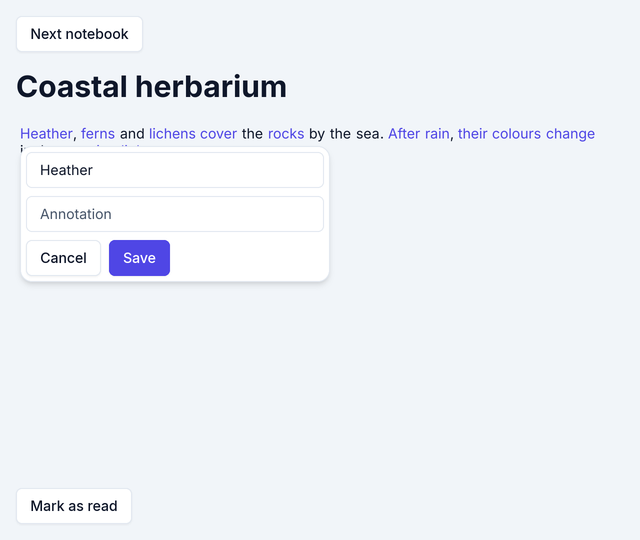 Next notebook
Coastal herbarium
Heather, ferns and lichens cover the rocks by the sea. After rain, their colours change
Heather
Annotation
Cancel Save
Mark as read